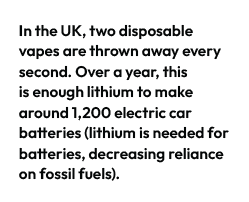 In the UK, two disposable
vapes are thrown away every
second. Over a year, this
is enough lithium to make
around 1,200 electric car
batteries (lithium is needed for
batteries, decreasing reliance
on fossil fuels).